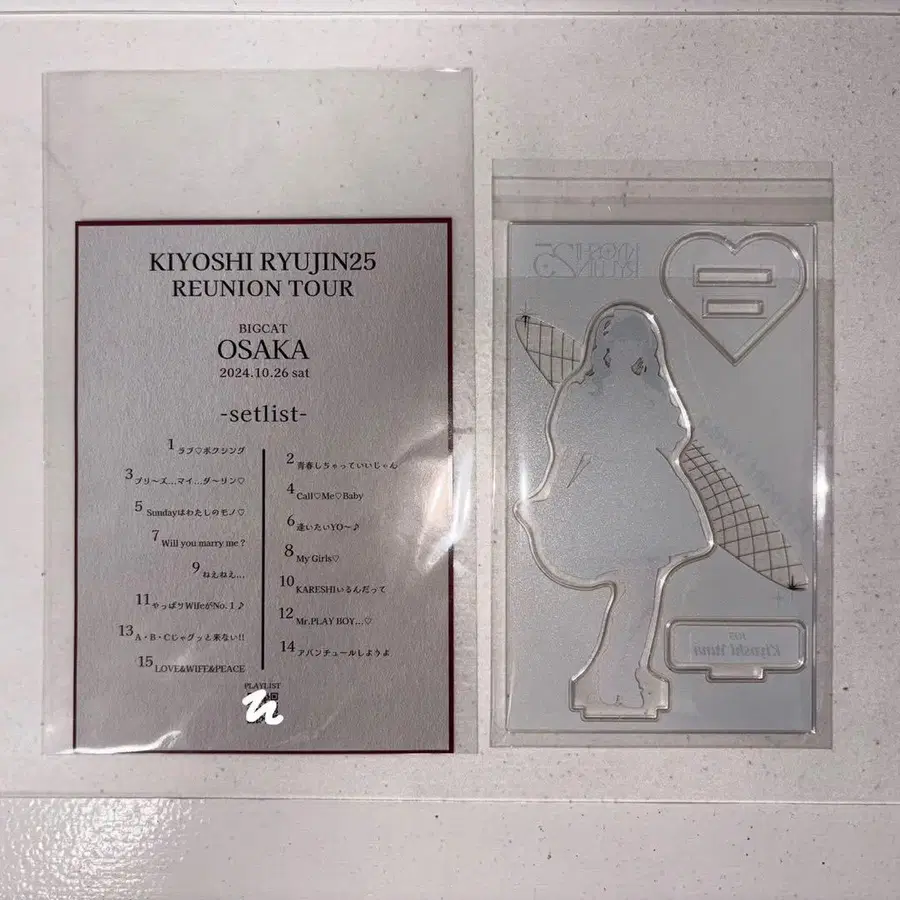 KIYOSHI RYUJIN25
REUNION TOUR
BIGCAT
OSAKA
2024.10.26 sat
-setlist-
1 ラブ♡ボクシング
2 青春しちゃっていいじゃん
3 プリ〜ズ...マイ...ダ〜リン♡
4 Call♡Me♡Baby
5 Sundayはわたしのモノ♡
6 逢いたいYO〜♪
7 Will you marry me?
8 My Girls♡
9 ねえねえ...
10 KARESHIいるんだって
11 やっぱりWifeがNo.1♪
12 Mr.PLAY BOY...♡
13 A・B・Cじゃグッと来ない!!
14 アバンチュールしようよ
15 LOVE&WIFE&PEACE
PLAYLIST